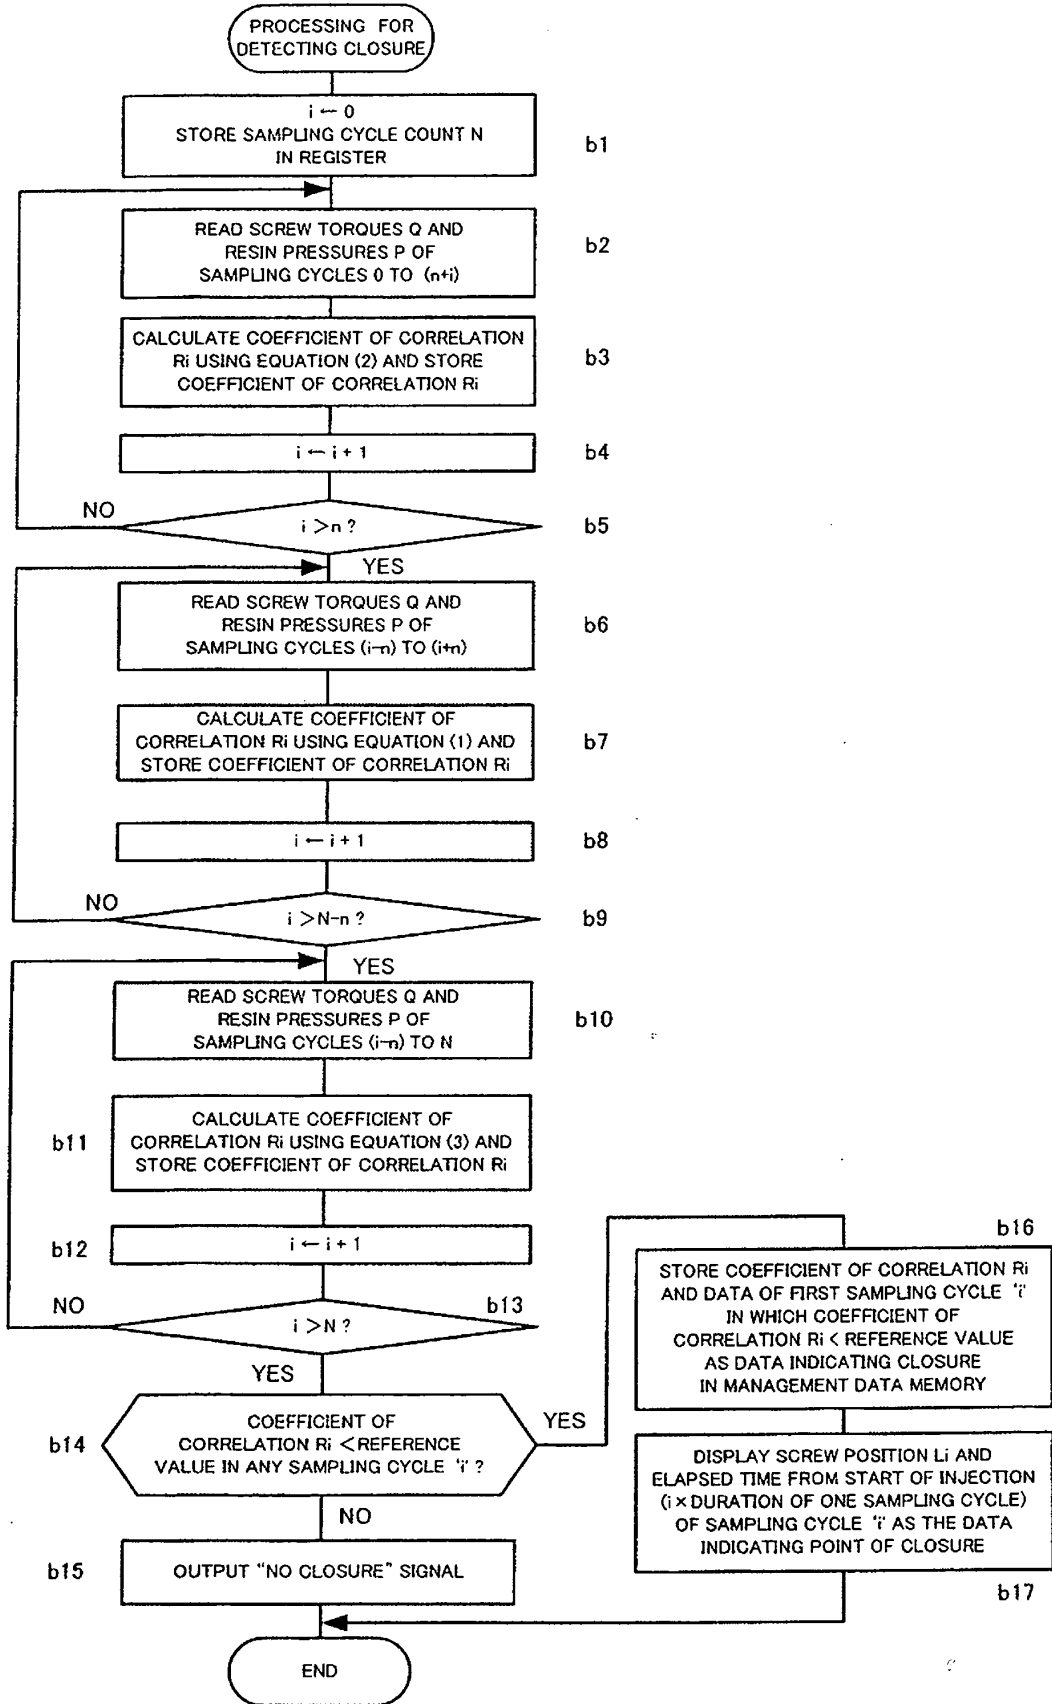 PROCESSING FOR
DETECTING CLOSURE
i ← 0
STORE SAMPLING CYCLE COUNT N
IN REGISTER
b1
READ SCREW TORQUES Q AND
RESIN PRESSURES P OF
SAMPLING CYCLES 0 TO (n+i)
b2
CALCULATE COEFFICIENT OF CORRELATION
Ri USING EQUATION (2) AND STORE
COEFFICIENT OF CORRELATION Ri
b3
i ← i + 1
b4
NO
i >n ?
b5
YES
READ SCREW TORQUES Q AND
RESIN PRESSURES P OF
SAMPLING CYCLES (i-n) TO (i+n)
b6
CALCULATE COEFFICIENT OF
CORRELATION Ri USING EQUATION (1) AND
STORE COEFFICIENT OF CORRELATION Ri
b7
i ← i + 1
b8
NO
i >N-n ?
b9
YES
READ SCREW TORQUES Q AND
RESIN PRESSURES P OF
SAMPLING CYCLES (i-n) TO N
b10
CALCULATE COEFFICIENT OF
CORRELATION Ri USING EQUATION (3) AND
STORE COEFFICIENT OF CORRELATION Ri
b11
i ← i + 1
b12
NO
i >N ?
b13
YES
COEFFICIENT OF
CORRELATION Ri <REFERENCE
VALUE IN ANY SAMPLING CYCLE 'i' ?
b14
YES
NO
OUTPUT "NO CLOSURE" SIGNAL
b15
b16
STORE COEFFICIENT OF CORRELATION Ri
AND DATA OF FIRST SAMPLING CYCLE 'i'
IN WHICH COEFFICIENT OF
CORRELATION Ri < REFERENCE VALUE
AS DATA INDICATING CLOSURE
IN MANAGEMENT DATA MEMORY
DISPLAY SCREW POSITION Li AND
ELAPSED TIME FROM START OF INJECTION
(i × DURATION OF ONE SAMPLING CYCLE)
OF SAMPLING CYCLE 'i' AS THE DATA
INDICATING POINT OF CLOSURE
b17
END